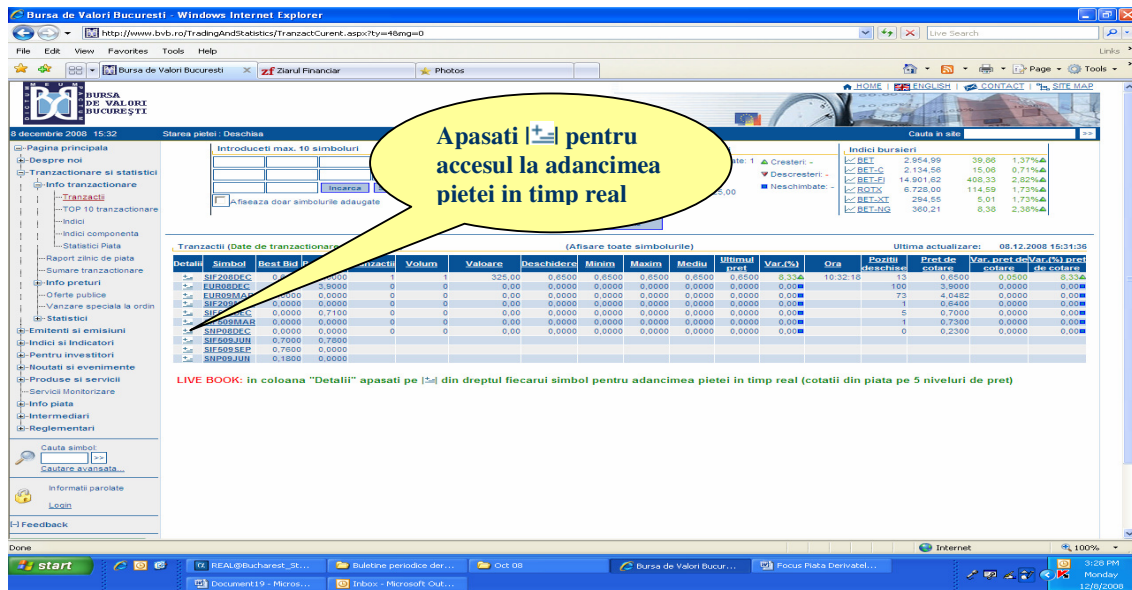 Bursa de Valori Bucuresti - Windows Internet Explorer
http://www.bvb.ro/TradingAndStatistics/TranzactCurent.aspx?ty=4&mg=0
Live Search
File Edit View Favorites Tools Help
Links
Bursa de Valori Bucuresti
zf Ziarul Financiar
Photos
Page Tools
BURSA
DE VALORI
BUCUREȘTI
HOME | ENGLISH | CONTACT | SITE MAP
8 decembrie 2008 15:32
Starea pietei : Deschisa
Cauta in site
>>
Pagina principala
Despre noi
Tranzactionare si statistici
Info tranzactionare
Tranzactii
TOP 10 tranzactionare
Indici
Indici componenta
Statistici Piata
Raport zilnic de piata
Sumare tranzactionare
Info preturi
Oferte publice
Vanzare speciala la ordin
Statistici
Emitenti si emisiuni
Indici si Indicatori
Pentru investitori
Noutati si evenimente
Produse si servicii
Servicii Monitorizare
Info piata
Intermediari
Reglementari
Cauta simbol:
>>
Cautare avansata...
Informatii parolate
Login
Feedback
Introduceti max. 10 simboluri
Incarca
Afiseaza doar simbolurile adaugate
Apasati |±| pentru
accesul la adancimea
pietei in timp real
ate: 1
Cresteri: -
Descresteri: -
Neschimbate: -
5,00
Indici bursieri
BET 2.954,99 39,86 1,37%
BET-C 2.134,56 15,06 0,71%
BET-FI 14.901,62 408,33 2,82%
ROTX 6.728,00 114,59 1,73%
BET-XT 294,55 5,01 1,73%
BET-NG 360,21 8,38 2,38%
Tranzactii (Date de tranzactionare
(Afisare toate simbolurile)
Ultima actualizare: 08.12.2008 15:31:36
Detalii Simbol Best Bid Tranzactii Volum Valoare Deschidere Minim Maxim Mediu Ultimul pret Var.(%) Ora Pozitii deschise Pret de cotare Var. pret de cotare Var.(%) pret de cotare
SIF208DEC 1 1 325,00 0,6500 0,6500 0,6500 0,6500 0,6500 8,33 10:32:18 13 0,6500 0,0500 8,33
EUR08DEC 3,9000 0 0 0,00 0,0000 0,0000 0,0000 0,0000 0,0000 0,00 100 3,9000 0,0000 0,00
EUR09MAR 0,0000 0 0 0,00 0,0000 0,0000 0,0000 0,0000 0,0000 0,00 73 4,0482 0,0000 0,00
0,0000 0 0 0,00 0,0000 0,0000 0,0000 0,0000 0,0000 0,00 1 0,6400 0,0000 0,00
0,7100 0 0 0,00 0,0000 0,0000 0,0000 0,0000 0,0000 0,00 5 0,7000 0,0000 0,00
SIF509MAR 0,0000 0,0000 0 0 0,00 0,0000 0,0000 0,0000 0,0000 0,0000 0,00 1 0,7300 0,0000 0,00
SNP08DEC 0,0000 0,0000 0 0 0,00 0,0000 0,0000 0,0000 0,0000 0,0000 0,00 0 0,2300 0,0000 0,00
SIF509JUN 0,7000 0,7800
SIF509SEP 0,7600 0,0000
SNP09JUN 0,1800 0,0000
LIVE BOOK: in coloana "Detalii" apasati pe |±| din dreptul fiecarui simbol pentru adancimea pietei in timp real (cotatii din piata pe 5 niveluri de pret)
Done
Internet
100%
start
REAL@Bucharest_St...
Buletine periodice der...
Oct 08
Bursa de Valori Bucur...
Focus Piata Derivatel...
Document19 - Micros...
Inbox - Microsoft Out...
3:28 PM
Monday
12/8/2008